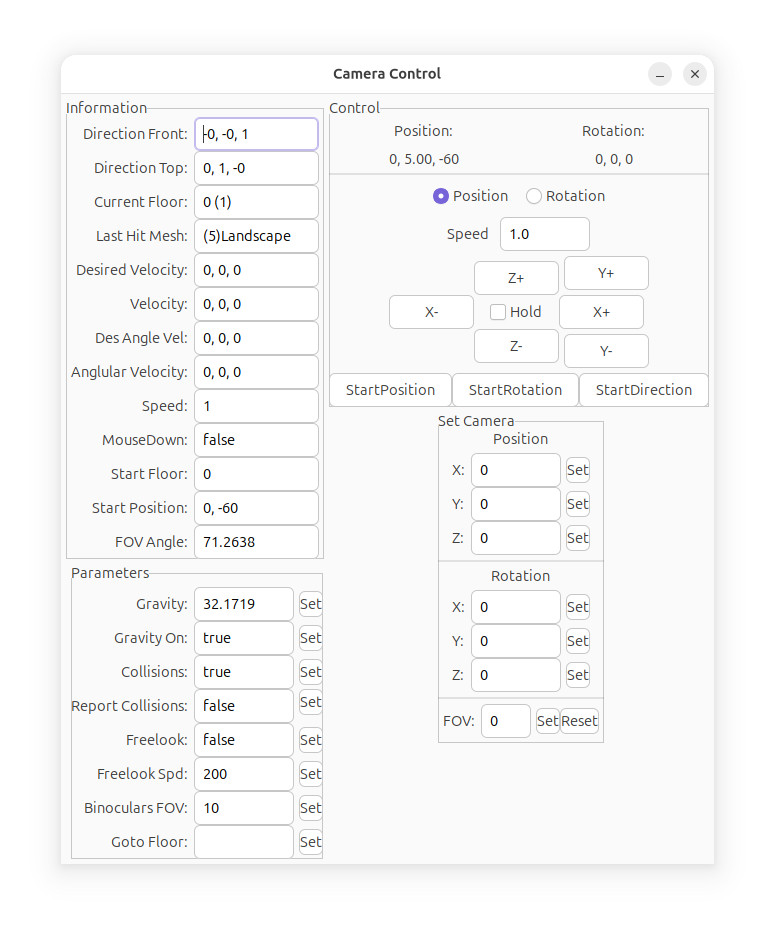 Camera Control
Information
Direction Front: -0, -0, 1
Direction Top: 0, 1, -0
Current Floor: 0 (1)
Last Hit Mesh: (5)Landscape
Desired Velocity: 0, 0, 0
Velocity: 0, 0, 0
Des Angle Vel: 0, 0, 0
Anglular Velocity: 0, 0, 0
Speed: 1
MouseDown: false
Start Floor: 0
Start Position: 0, -60
FOV Angle: 71.2638
Parameters
Gravity: 32.1719 Set
Gravity On: true Set
Collisions: true Set
Report Collisions: false Set
Freelook: false Set
Freelook Spd: 200 Set
Binoculars FOV: 10 Set
Goto Floor: Set
Control
Position: Rotation:
0, 5.00, -60 0, 0, 0
Position Rotation
Speed 1.0
Z+ Y+
X- Hold X+
Z- Y-
StartPosition StartRotation StartDirection
Set Camera
Position
X: 0 Set
Y: 0 Set
Z: 0 Set
Rotation
X: 0 Set
Y: 0 Set
Z: 0 Set
FOV: 0 Set Reset